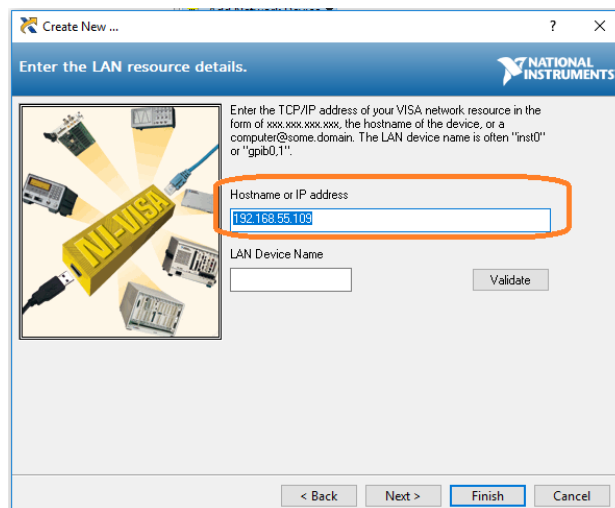 Add Network Device
Create New ...
?
X
Enter the LAN resource details.
NATIONAL
INSTRUMENTS
Enter the TCP/IP address of your VISA network resource in the
form of xxx.xxx.xxx.xxx, the hostname of the device, or a
computer@some.domain. The LAN device name is often "inst0"
or "gpib0,1".
Hostname or IP address
192.168.55.109
LAN Device Name
Validate
NI-VISA
< Back
Next >
Finish
Cancel